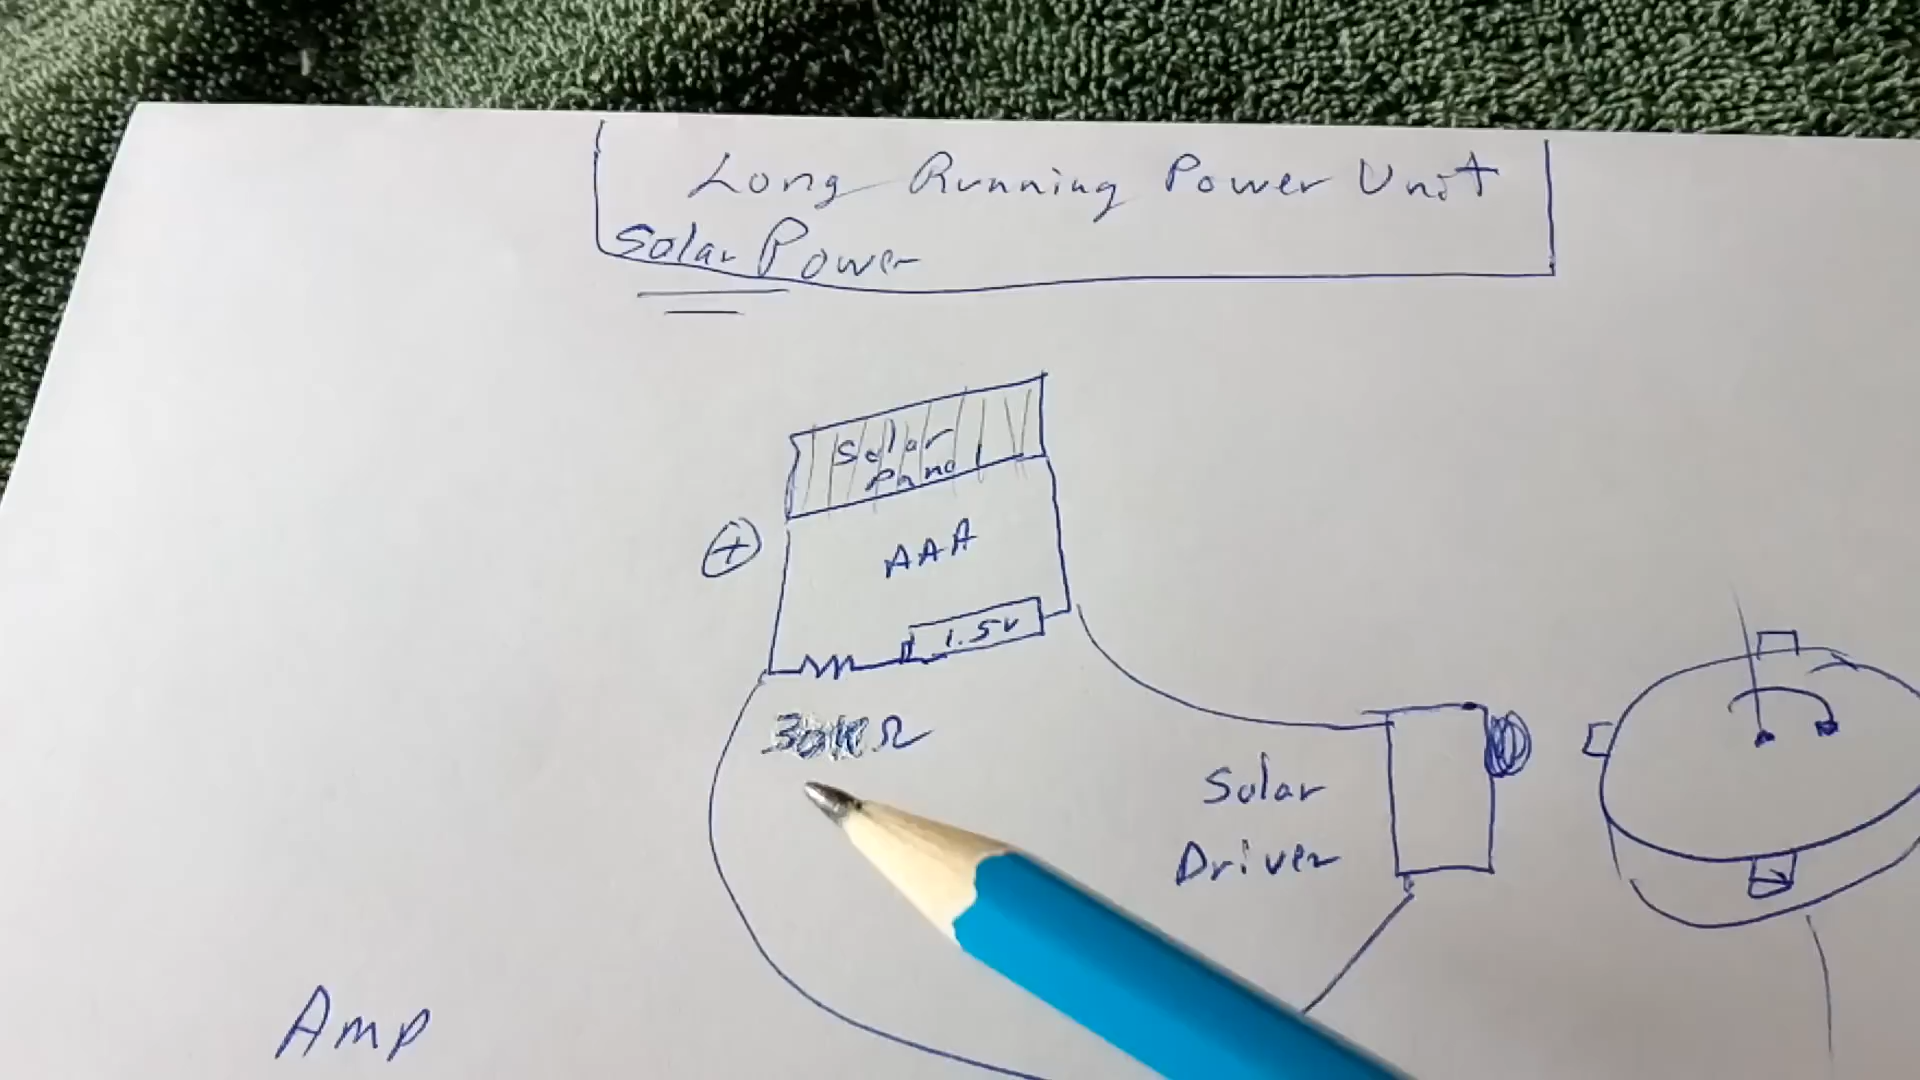 Long Running Power Unit
Solar Power
Solar
Panel
+
AAA
1.5v
Ω
Solar
Driver
Amp